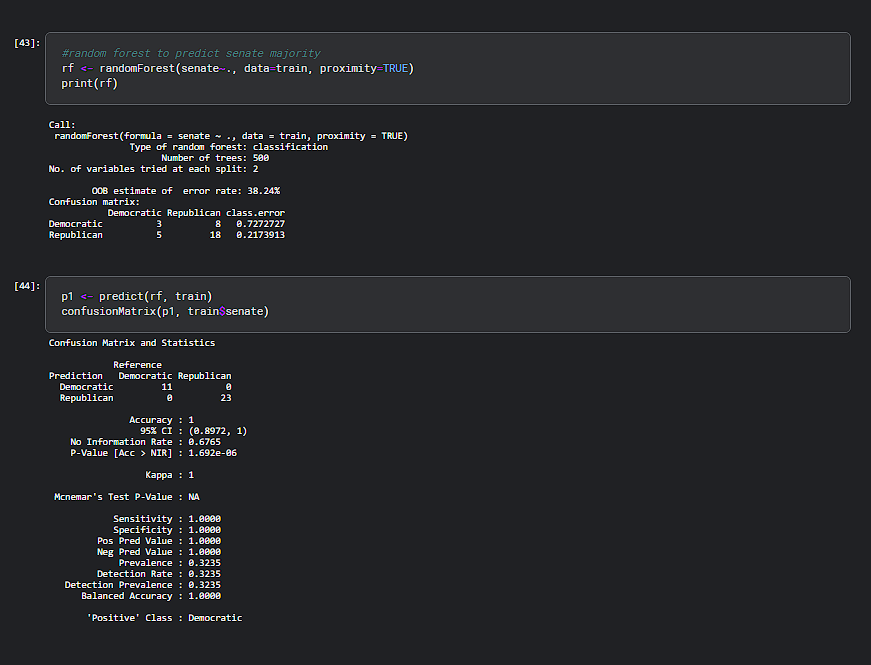 [43]:
#random forest to predict senate majority
rf <- randomForest(senate~., data=train, proximity=TRUE)
print(rf)
Call:
randomForest(formula = senate ~ ., data = train, proximity = TRUE)
Type of random forest: classification
Number of trees: 500
No. of variables tried at each split: 2
OOB estimate of  error rate: 38.24%
Confusion matrix:
Democratic Republican class.error
Democratic 3 8 0.7272727
Republican 5 18 0.2173913
[44]:
p1 <- predict(rf, train)
confusionMatrix(p1, train$senate)
Confusion Matrix and Statistics
Reference
Prediction Democratic Republican
Democratic 11 0
Republican 0 23
Accuracy : 1
95% CI : (0.8972, 1)
No Information Rate : 0.6765
P-Value [Acc > NIR] : 1.692e-06
Kappa : 1
Mcnemar's Test P-Value : NA
Sensitivity : 1.0000
Specificity : 1.0000
Pos Pred Value : 1.0000
Neg Pred Value : 1.0000
Prevalence : 0.3235
Detection Rate : 0.3235
Detection Prevalence : 0.3235
Balanced Accuracy : 1.0000
'Positive' Class : Democratic